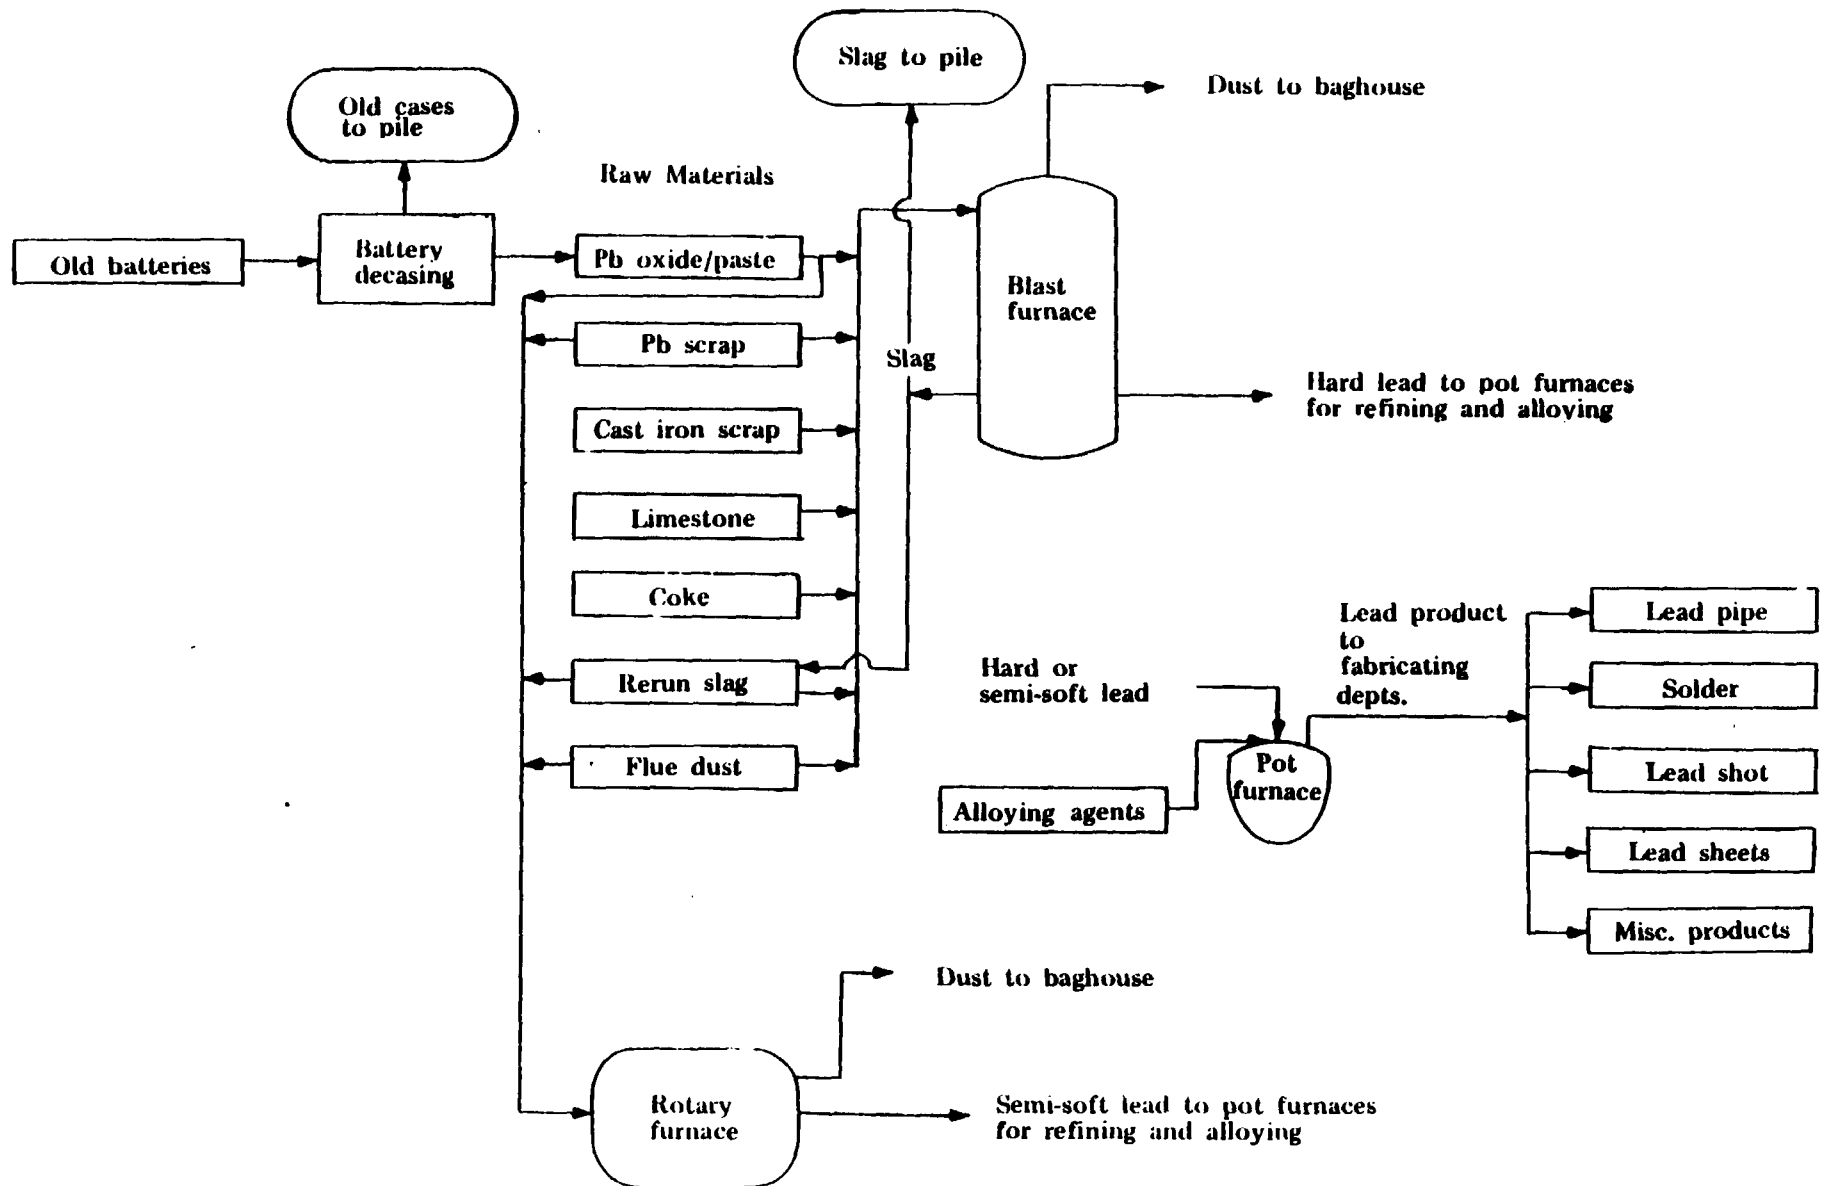 Slag to pile
Dust to baghouse
Old cases
to pile
Raw Materials
Old batteries
Battery
decasing
Pb oxide/paste
Blast
furnace
Pb scrap
Slag
Hard lead to pot furnaces
for refining and alloying
Cast iron scrap
Limestone
Coke
Rerun slag
Flue dust
Hard or
semi-soft lead
Alloying agents
Pot
furnace
Lead product
to
fabricating
depts.
Lead pipe
Solder
Lead shot
Lead sheets
Misc. products
Dust to baghouse
Rotary
furnace
Semi-soft lead to pot furnaces
for refining and alloying